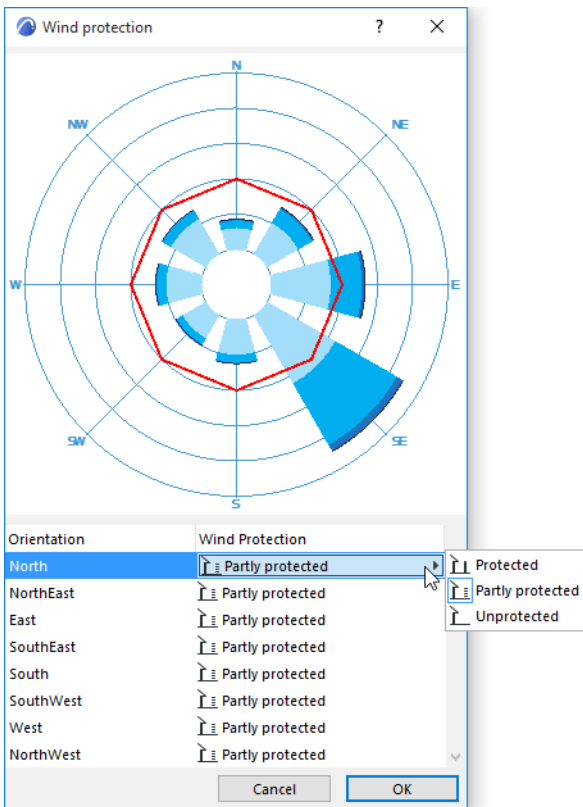 Wind protection ?
N
NW NE
W E
SW SE
S
Orientation Wind Protection
North Partly protected
NorthEast Partly protected
East Partly protected
SouthEast Partly protected
South Partly protected
SouthWest Partly protected
West Partly protected
NorthWest Partly protected
Protected
Partly protected
Unprotected
Cancel OK